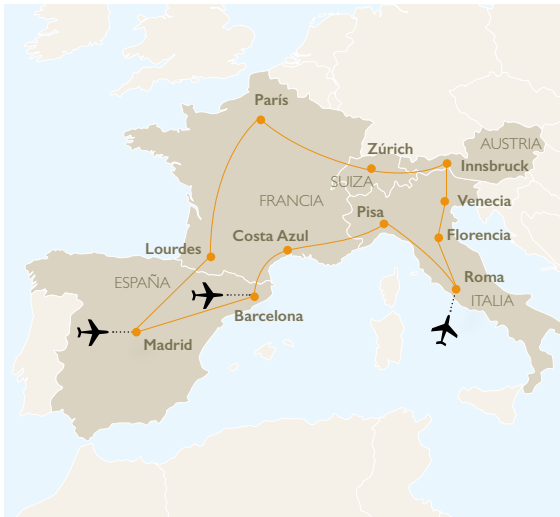 París
Zúrich
AUSTRIA
Innsbruck
SUIZA
FRANCIA
Venecia
Pisa
Costa Azul
Florencia
Lourdes
ESPAÑA
Roma
ITALIA
Barcelona
Madrid